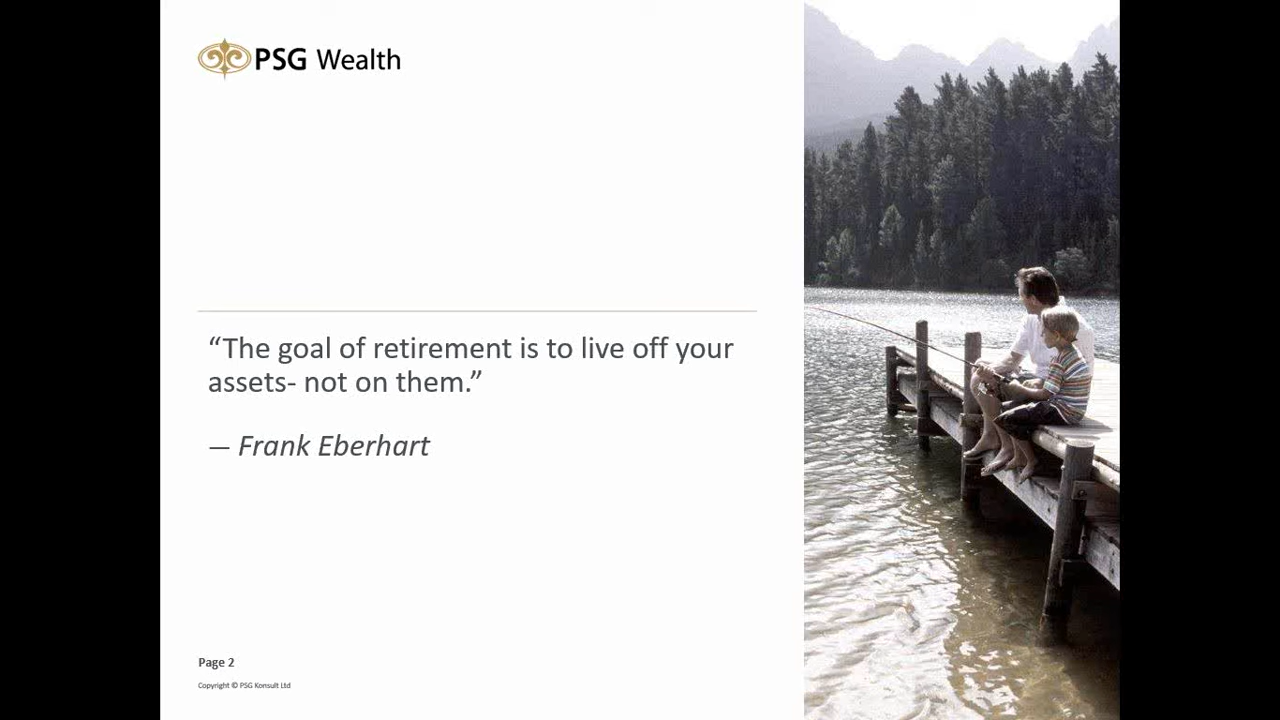 PSG Wealth
“The goal of retirement is to live off your
assets- not on them.”
— Frank Eberhart
Page 2
Copyright © PSG Konsult Ltd